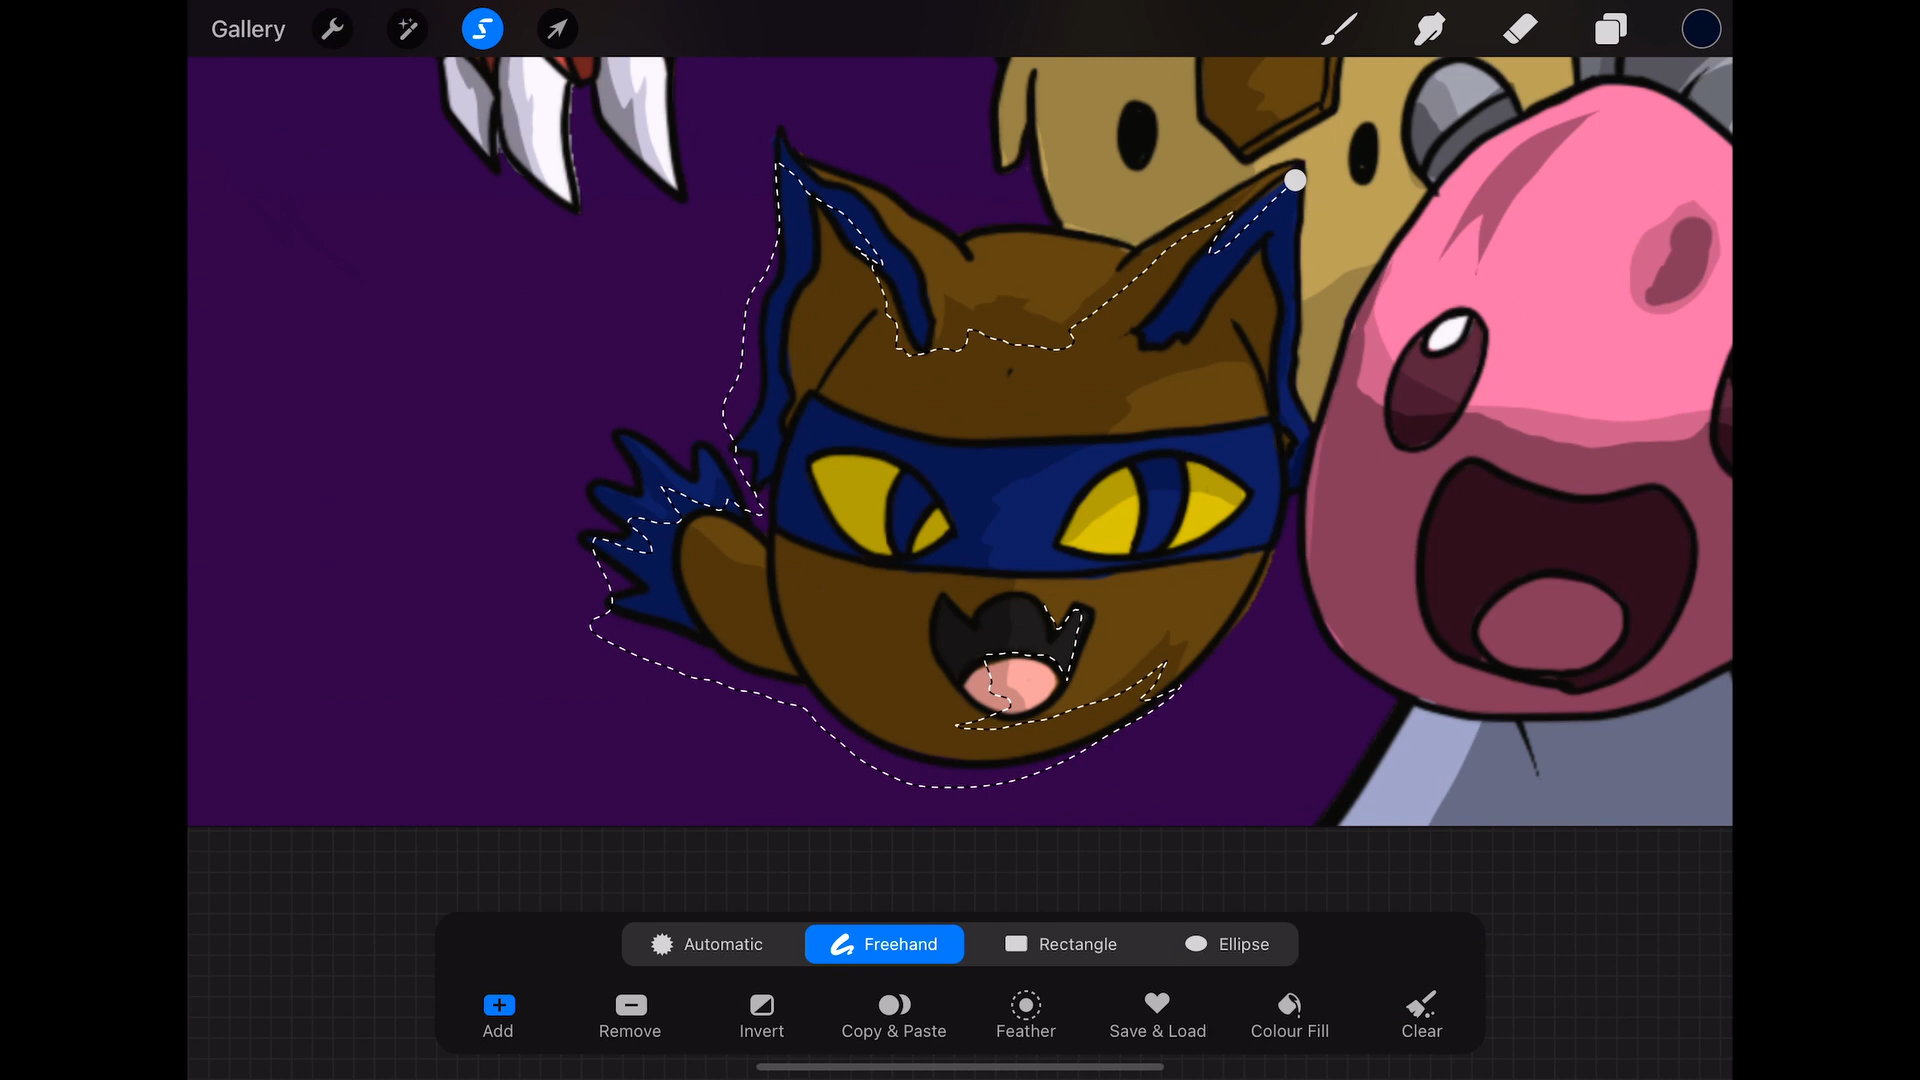 Gallery
Automatic Freehand Rectangle Ellipse
Add Remove Invert Copy & Paste Feather Save & Load Colour Fill Clear